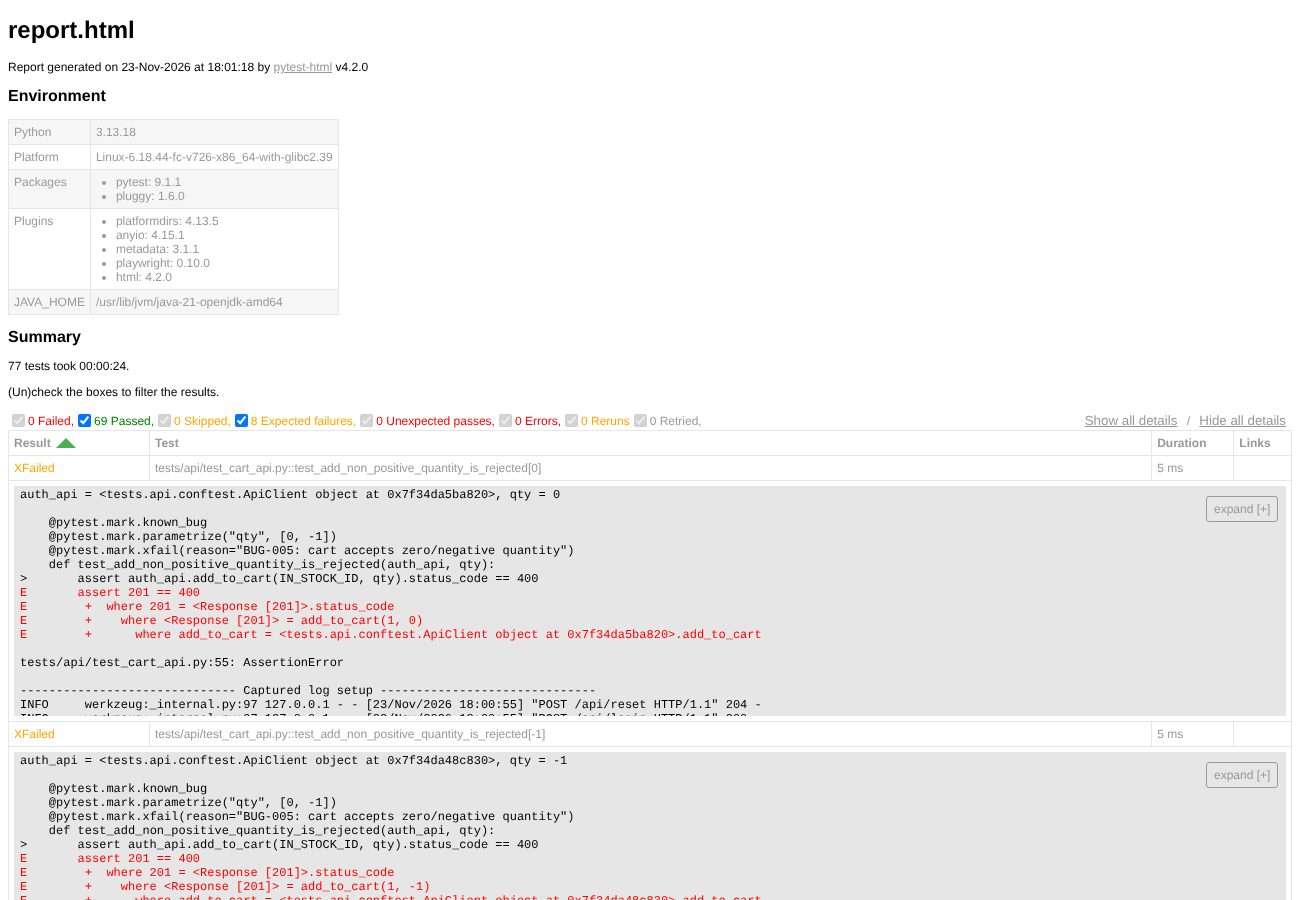 report.html
Report generated on 23-Nov-2026 at 18:01:18 by pytest-html v4.2.0
Environment
Python 3.13.18
Platform Linux-6.18.44-fc-v726-x86_64-with-glibc2.39
Packages
pytest: 9.1.1
pluggy: 1.6.0
Plugins
platformdirs: 4.13.5
anyio: 4.15.1
metadata: 3.1.1
playwright: 0.10.0
html: 4.2.0
JAVA_HOME /usr/lib/jvm/java-21-openjdk-amd64
Summary
77 tests took 00:00:24.
(Un)check the boxes to filter the results.
0 Failed, 69 Passed, 0 Skipped, 8 Expected failures, 0 Unexpected passes, 0 Errors, 0 Reruns 0 Retried, Show all details / Hide all details
Result Test Duration Links
XFailed tests/api/test_cart_api.py::test_add_non_positive_quantity_is_rejected[0] 5 ms
auth_api = <tests.api.conftest.ApiClient object at 0x7f34da5ba820>, qty = 0
expand [+]
@pytest.mark.known_bug
@pytest.mark.parametrize("qty", [0, -1])
@pytest.mark.xfail(reason="BUG-005: cart accepts zero/negative quantity")
def test_add_non_positive_quantity_is_rejected(auth_api, qty):
> assert auth_api.add_to_cart(IN_STOCK_ID, qty).status_code == 400
E assert 201 == 400
E + where 201 = <Response [201]>.status_code
E + where <Response [201]> = add_to_cart(1, 0)
E + where add_to_cart = <tests.api.conftest.ApiClient object at 0x7f34da5ba820>.add_to_cart
tests/api/test_cart_api.py:55: AssertionError
----------------------------- Captured log setup ------------------------------
INFO werkzeug:_internal.py:97 127.0.0.1 - - [23/Nov/2026 18:00:55] "POST /api/reset HTTP/1.1" 204 -
XFailed tests/api/test_cart_api.py::test_add_non_positive_quantity_is_rejected[-1] 5 ms
auth_api = <tests.api.conftest.ApiClient object at 0x7f34da48c830>, qty = -1
expand [+]
@pytest.mark.known_bug
@pytest.mark.parametrize("qty", [0, -1])
@pytest.mark.xfail(reason="BUG-005: cart accepts zero/negative quantity")
def test_add_non_positive_quantity_is_rejected(auth_api, qty):
> assert auth_api.add_to_cart(IN_STOCK_ID, qty).status_code == 400
E assert 201 == 400
E + where 201 = <Response [201]>.status_code
E + where <Response [201]> = add_to_cart(1, -1)
E + where add_to_cart = <tests.api.conftest.ApiClient object at 0x7f34da48c830>.add_to_cart